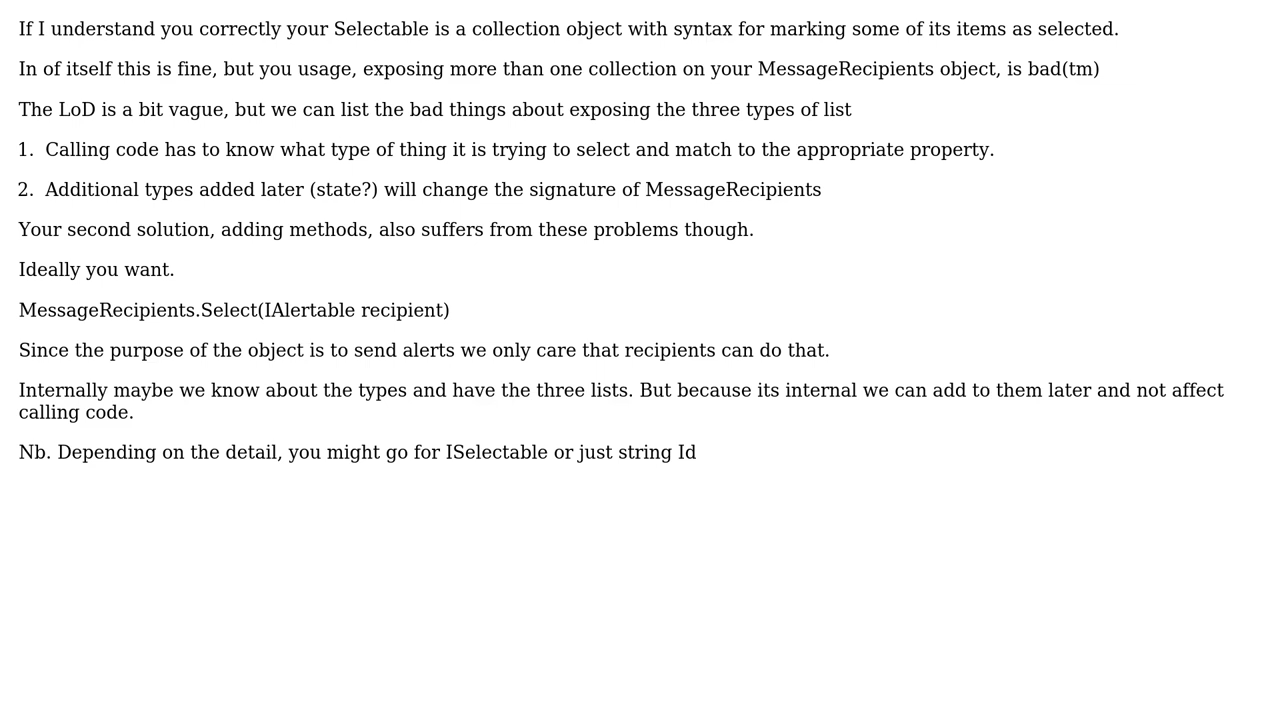 If I understand you correctly your Selectable is a collection object with syntax for marking some of its items as selected.
In of itself this is fine, but you usage, exposing more than one collection on your MessageRecipients object, is bad(tm)
The LoD is a bit vague, but we can list the bad things about exposing the three types of list
1. Calling code has to know what type of thing it is trying to select and match to the appropriate property.
2. Additional types added later (state?) will change the signature of MessageRecipients
Your second solution, adding methods, also suffers from these problems though.
Ideally you want.
MessageRecipients.Select(IAlertable recipient)
Since the purpose of the object is to send alerts we only care that recipients can do that.
Internally maybe we know about the types and have the three lists. But because its internal we can add to them later and not affect
calling code.
Nb. Depending on the detail, you might go for ISelectable or just string Id